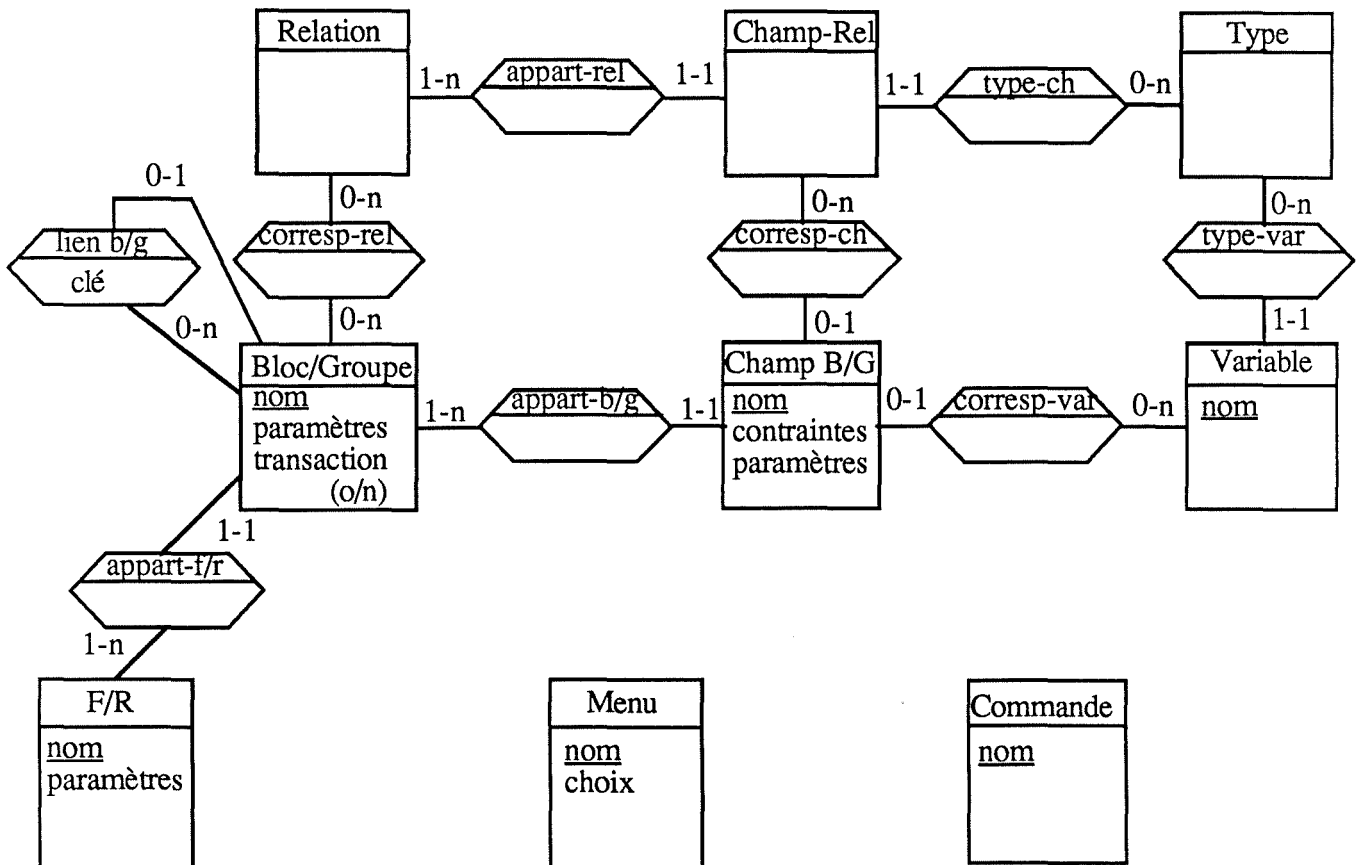 Relation
Champ-Rel
Type
1-n
appart-rel
1-1
1-1
type-ch
0-n
0-1
0-n
0-n
0-n
lien b/g
clé
corresp-rel
corresp-ch
type-var
0-n
0-n
0-1
1-1
Bloc/Groupe
nom
paramètres
transaction
(o/n)
1-n
appart-b/g
1-1
Champ B/G
nom
contraintes
paramètres
0-1
corresp-var
0-n
Variable
nom
1-1
appart-f/r
1-n
F/R
nom
paramètres
Menu
nom
choix
Commande
nom